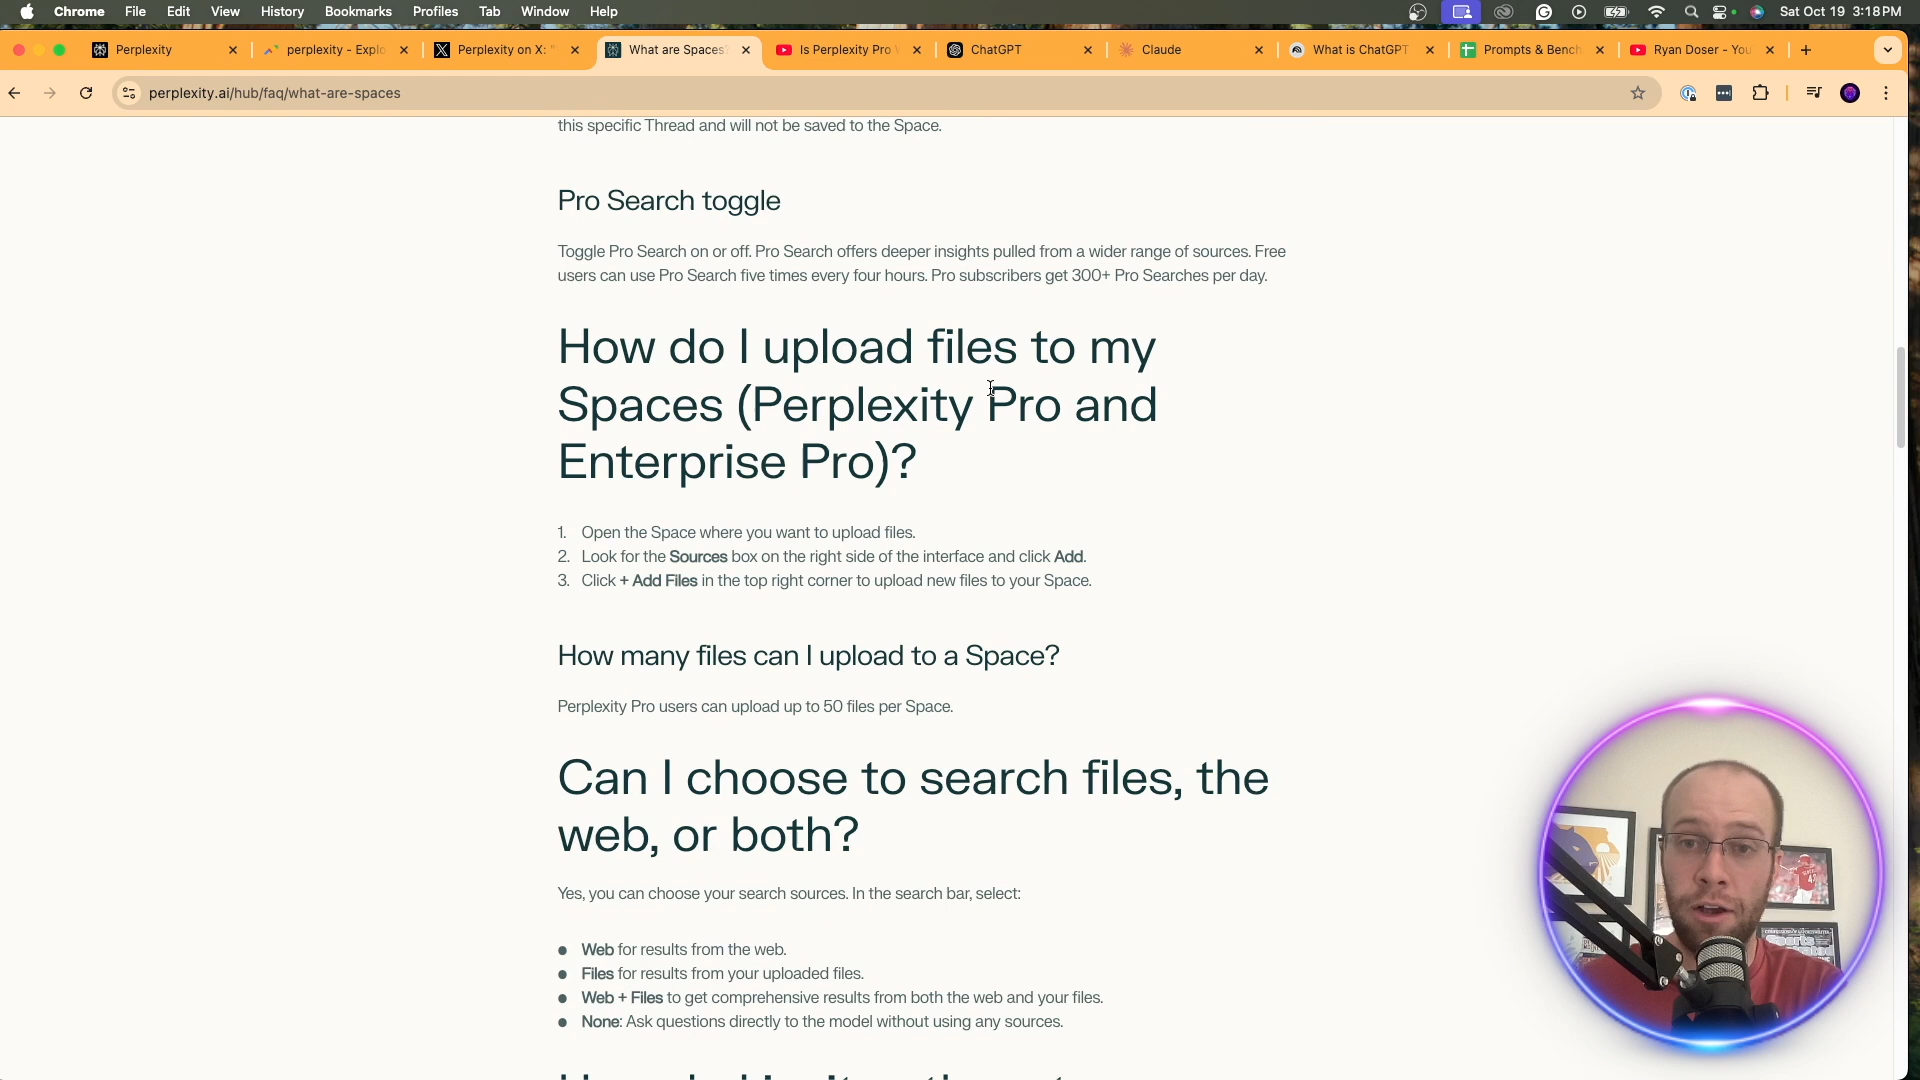 Chrome File Edit View History Bookmarks Profiles Tab Window Help Sat Oct 19 3:18 PM
Perplexity perplexity - Explo Perplexity on X: " What are Spaces? Is Perplexity Pro ChatGPT Claude What is ChatGPT Prompts & Bench Ryan Doser - You
perplexity.ai/hub/faq/what-are-spaces
this specific Thread and will not be saved to the Space.
Pro Search toggle
Toggle Pro Search on or off. Pro Search offers deeper insights pulled from a wider range of sources. Free
users can use Pro Search five times every four hours. Pro subscribers get 300+ Pro Searches per day.
How do I upload files to my
Spaces (Perplexity Pro and
Enterprise Pro)?
1. Open the Space where you want to upload files.
2. Look for the Sources box on the right side of the interface and click Add.
3. Click + Add Files in the top right corner to upload new files to your Space.
How many files can I upload to a Space?
Perplexity Pro users can upload up to 50 files per Space.
Can I choose to search files, the
web, or both?
Yes, you can choose your search sources. In the search bar, select:
● Web for results from the web.
● Files for results from your uploaded files.
● Web + Files to get comprehensive results from both the web and your files.
● None: Ask questions directly to the model without using any sources.